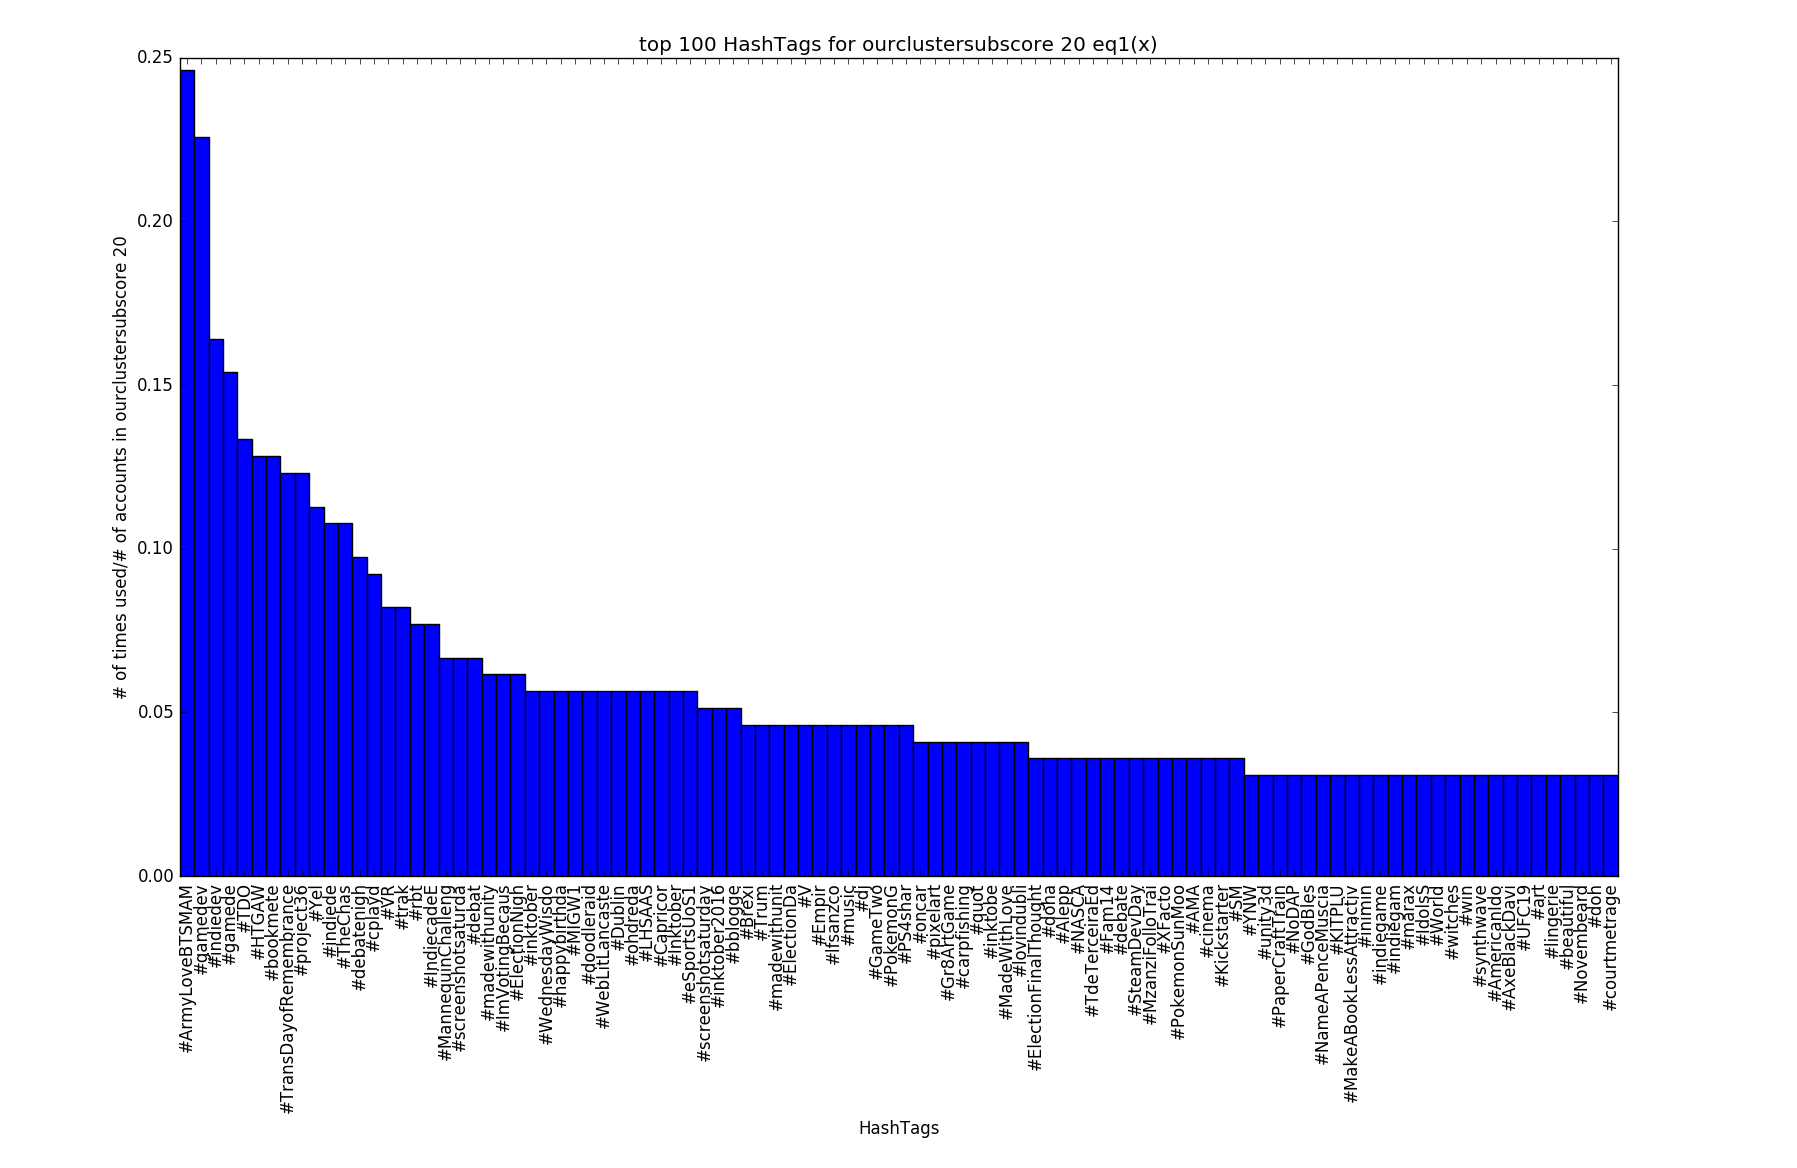 top 100 HashTags for ourclustersubscore 20 eq1(x)
# of times used/# of accounts in ourclustersubscore 20
0.25
0.20
0.15
0.10
0.05
0.00
#ArmyLoveBTSMAM
#gamedev
#indiedev
#gamede
#TDO
#HTGAW
#bookmete
#TransDayofRemembrance
#project36
#Yel
#indiede
#TheChas
#debatenigh
#cplayd
#VR
#trak
#rbt
#IndiecadeE
#MannequinChalleng
#screenshotsaturda
#debat
#madewithunity
#ImVotingBecaus
#ElectionNigh
#inktober
#WednesdayWisdo
#happybirthda
#MIGW1
#doodleraid
#WebLitLancaste
#Dublin
#ohdreda
#LHSAAS
#Capricor
#Inktober
#eSportsUoS1
#screenshotsaturday
#inktober2016
#bblogge
#Brexi
#Trum
#madewithunit
#ElectionDa
#V
#Empir
#lfsanzco
#music
#dj
#GameTwo
#PokemonG
#PS4shar
#oncar
#pixelart
#Gr8ArtGame
#carpfishing
#quot
#inktobe
#MadeWithLove
#lovindubli
#ElectionFinalThought
#doha
#Alepp
#NASCA
#TdeTerceiraEd
#Fam14
#debate
#SteamDevDay
#MzanziFolloTrai
#XFacto
#PokemonSunMoo
#AMA
#cinema
#Kickstarter
#SM
#YNW
#unity3d
#PaperCraftTrain
#NoDAP
#GodBles
#NameAPenceMuscia
#KITPLU
#MakeABookLessAttractiv
#inimin
#indiegame
#indiegam
#marax
#IdolsS
#World
#witches
#win
#synthwave
#AmericanIdo
#AxeBlackDavi
#UFC19
#art
#lingerie
#beautiful
#Novembeard
#doh
#courtmetrage
HashTags